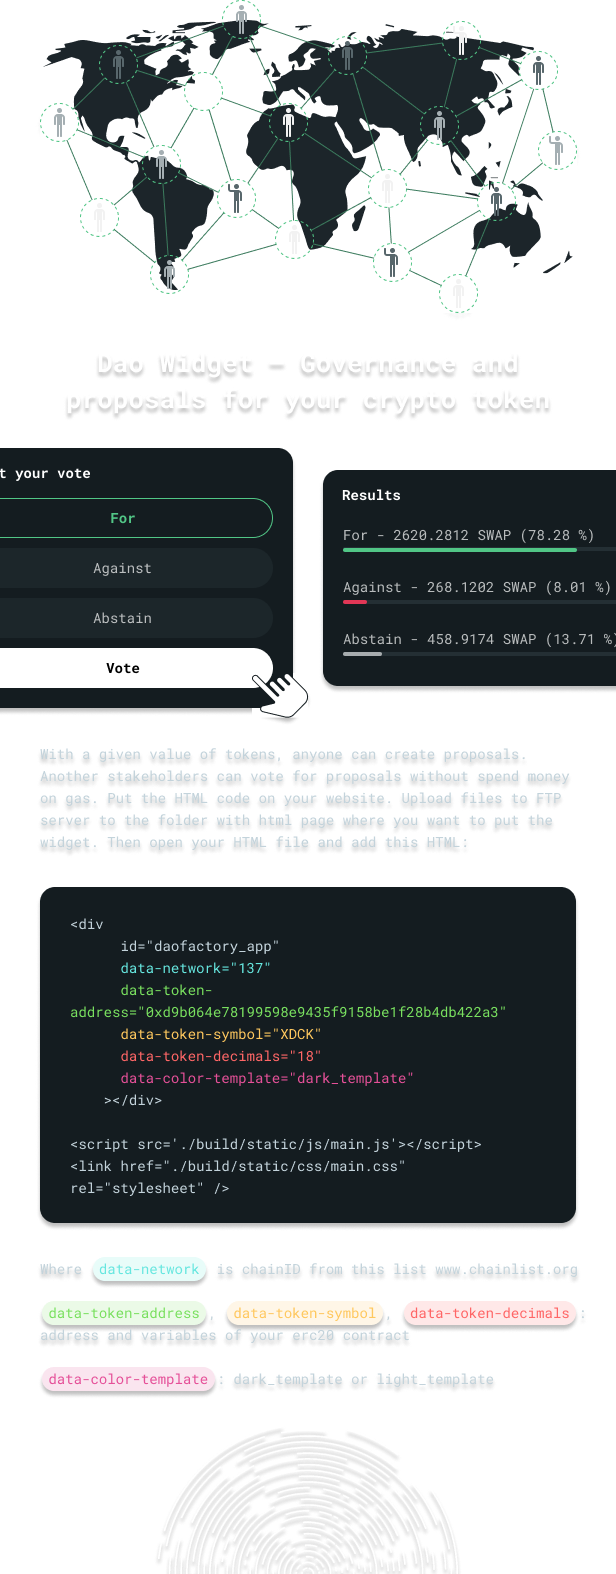 Dao Widget — Governance and
proposals for your crypto token
t your vote
For
Against
Abstain
Vote
Results
For - 2620.2812 SWAP (78.28 %)
Against - 268.1202 SWAP (8.01 %)
Abstain - 458.9174 SWAP (13.71 %)
With a given value of tokens, anyone can create proposals.
Another stakeholders can vote for proposals without spend money
on gas. Put the HTML code on your website. Upload files to FTP
server to the folder with html page where you want to put the
widget. Then open your HTML file and add this HTML:
<div
id="daofactory_app"
data-network="137"
data-token-
address="0xd9b064e78199598e9435f9158be1f28b4db422a3"
data-token-symbol="XDCK"
data-token-decimals="18"
data-color-template="dark_template"
></div>
<script src='./build/static/js/main.js'></script>
<link href="./build/static/css/main.css"
rel="stylesheet" />
Where data-network is chainID from this list www.chainlist.org
data-token-address, data-token-symbol, data-token-decimals:
address and variables of your erc20 contract
data-color-template: dark_template or light_template